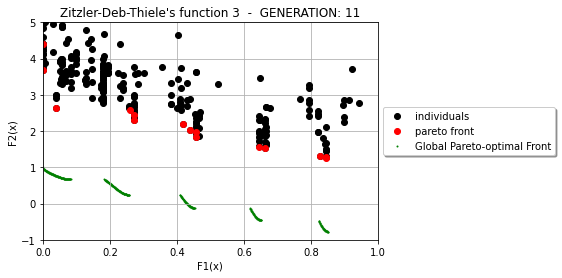 Zitzler-Deb-Thiele's function 3 - GENERATION: 11
5
4
3
2
1
0
−1
F2(x)
0.0 0.2 0.4 0.6 0.8 1.0
F1(x)
individuals
pareto front
Global Pareto-optimal Front